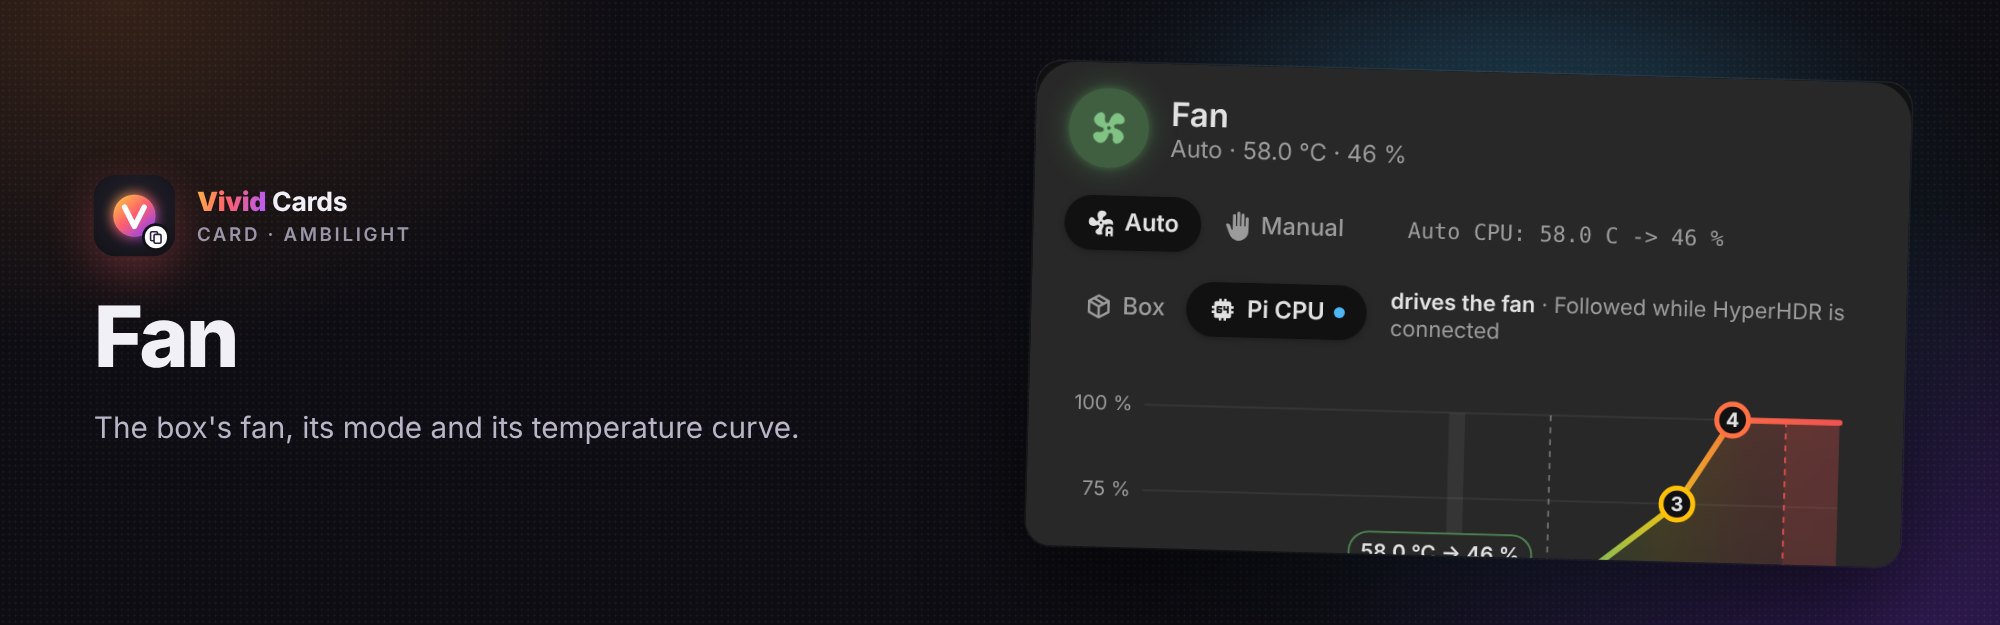 Vivid Cards
CARD · AMBILIGHT
Fan
The box's fan, its mode and its temperature curve.
Fan
Auto · 58.0 °C · 46 %
Auto
Manual
Auto CPU: 58.0 C -> 46 %
Box
Pi CPU
drives the fan · Followed while HyperHDR is
connected
100 %
75 %
4
3
58.0 °C → 46 %